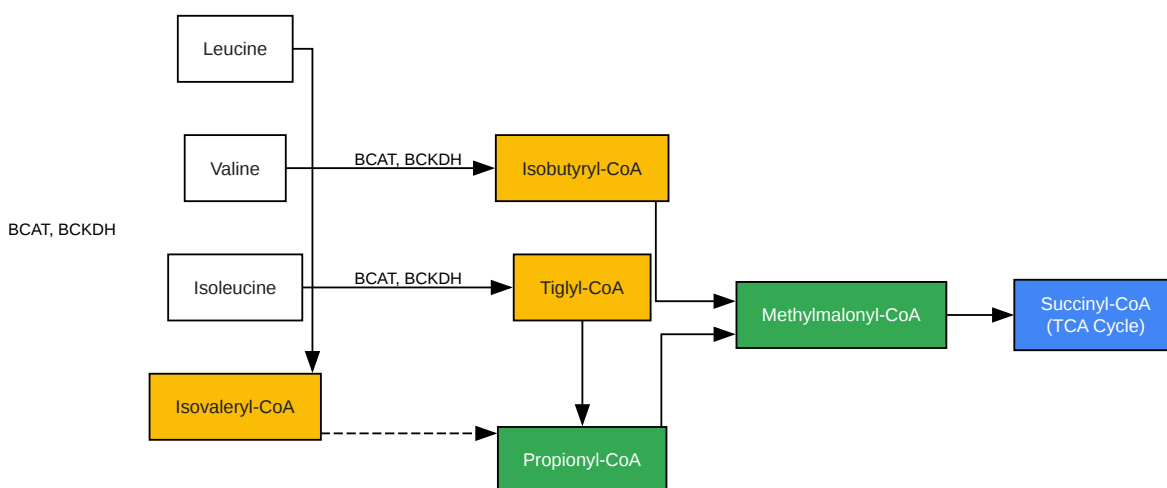 Leucine
Valine
BCAT, BCKDH
Isobutyryl-CoA
BCAT, BCKDH
Isoleucine
BCAT, BCKDH
Tiglyl-CoA
Methylmalonyl-CoA
Succinyl-CoA
(TCA Cycle)
Isovaleryl-CoA
Propionyl-CoA